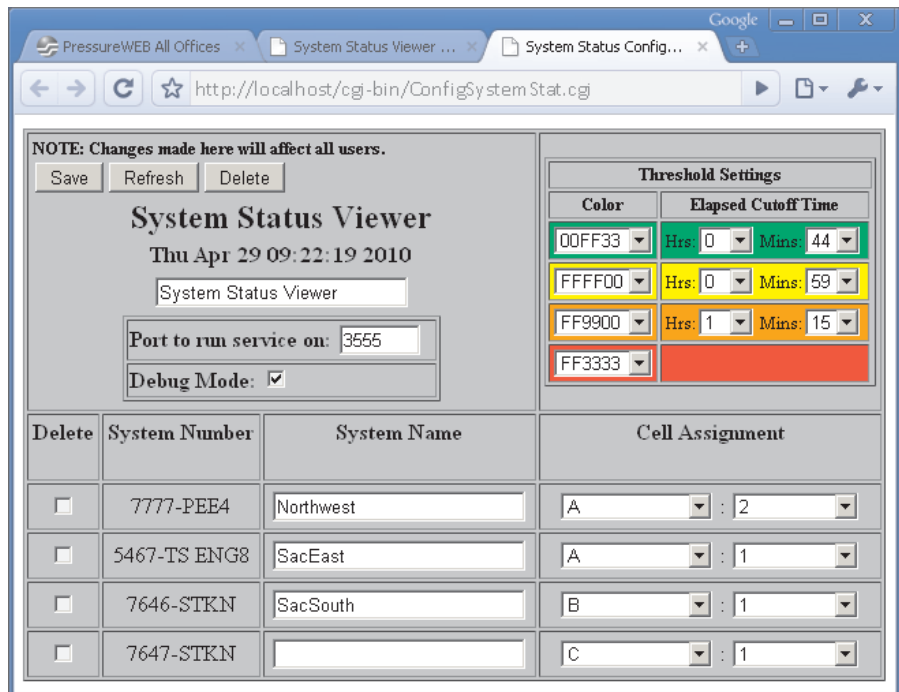 Google
PressureWEB All Offices
System Status Viewer ...
System Status Config...
http://localhost/cgi-bin/ConfigSystemStat.cgi
NOTE: Changes made here will affect all users.
Save Refresh Delete
System Status Viewer
Thu Apr 29 09:22:19 2010
System Status Viewer
Port to run service on: 3555
Debug Mode:
Threshold Settings
Color Elapsed Cutoff Time
00FF33 Hrs: 0 Mins: 44
FFFF00 Hrs: 0 Mins: 59
FF9900 Hrs: 1 Mins: 15
FF3333
Delete System Number System Name Cell Assignment
7777-PEE4 Northwest A : 2
5467-TS ENG8 SacEast A : 1
7646-STKN SacSouth B : 1
7647-STKN C : 1